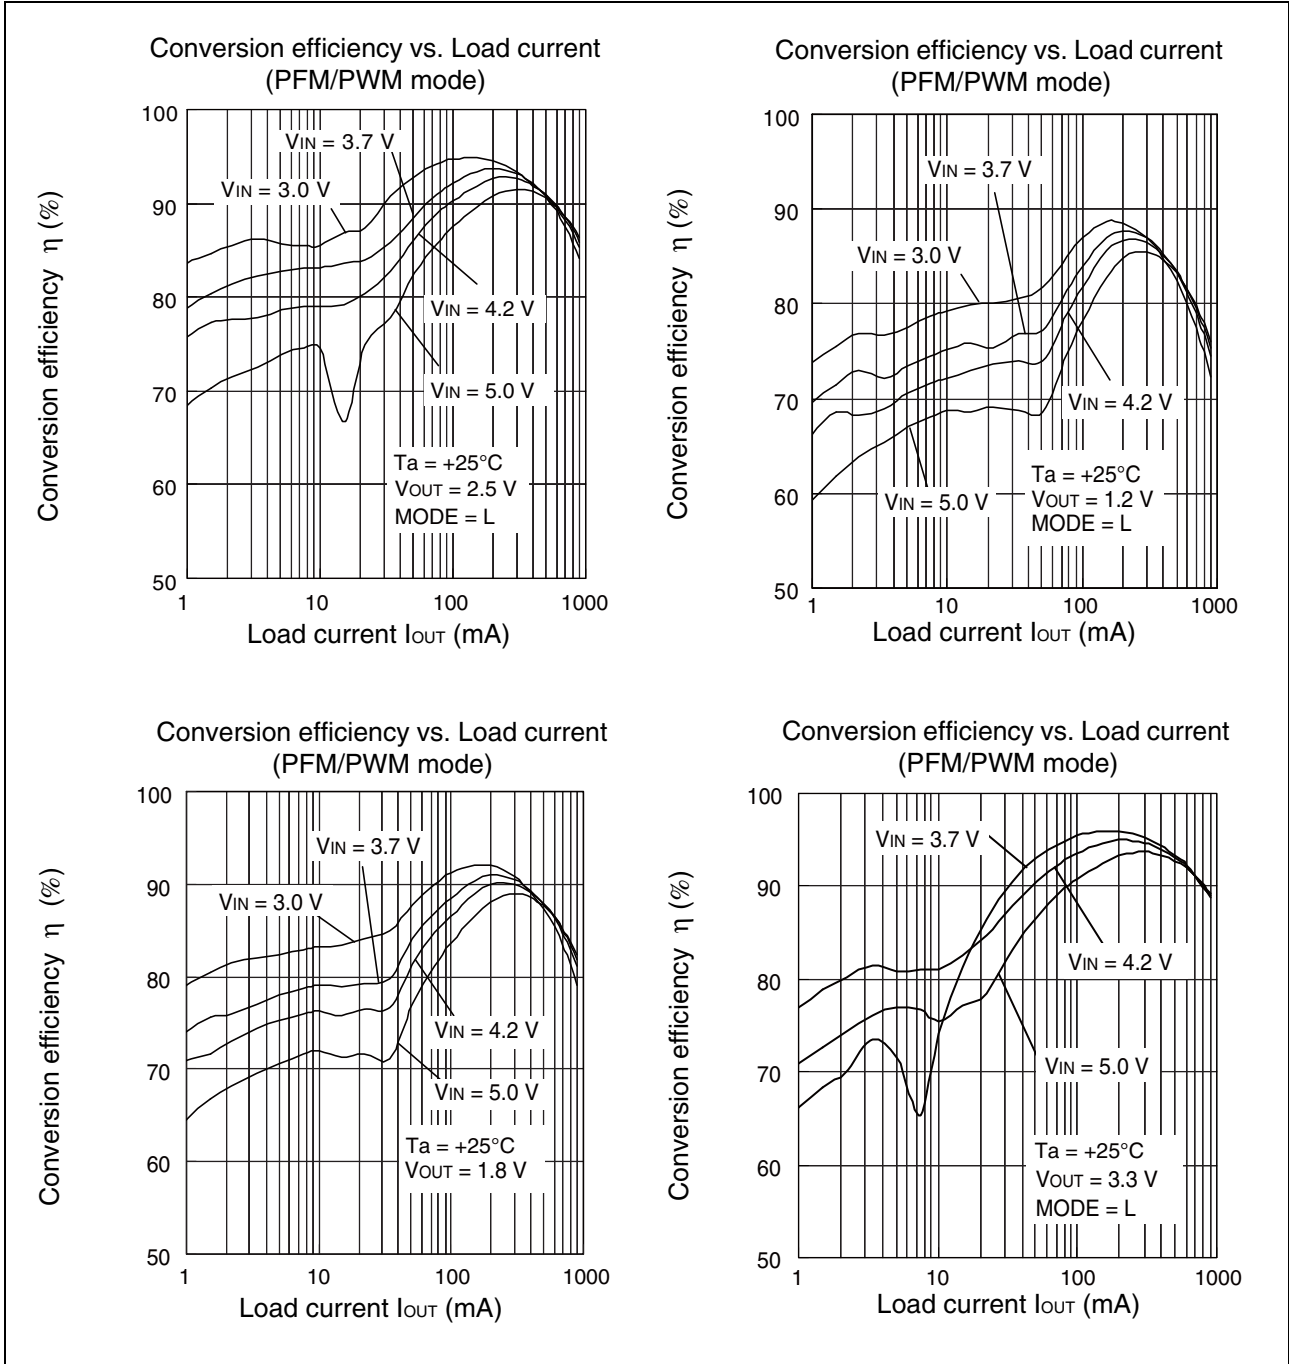 Conversion efficiency vs. Load current
(PFM/PWM mode)
Conversion efficiency η (%)
100
90
80
70
60
50
VIN = 3.7 V
VIN = 3.0 V
VIN = 4.2 V
VIN = 5.0 V
Ta = +25°C
VOUT = 2.5 V
MODE = L
1
10
100
1000
Load current IOUT (mA)
Conversion efficiency vs. Load current
(PFM/PWM mode)
Conversion efficiency η (%)
100
90
80
70
60
50
VIN = 3.7 V
VIN = 3.0 V
VIN = 4.2 V
VIN = 5.0 V
Ta = +25°C
VOUT = 1.2 V
MODE = L
1
10
100
1000
Load current IOUT (mA)
Conversion efficiency vs. Load current
(PFM/PWM mode)
Conversion efficiency η (%)
100
90
80
70
60
50
VIN = 3.7 V
VIN = 3.0 V
VIN = 4.2 V
VIN = 5.0 V
Ta = +25°C
VOUT = 1.8 V
1
10
100
1000
Load current IOUT (mA)
Conversion efficiency vs. Load current
(PFM/PWM mode)
Conversion efficiency η (%)
100
90
80
70
60
50
VIN = 3.7 V
VIN = 4.2 V
VIN = 5.0 V
Ta = +25°C
VOUT = 3.3 V
MODE = L
1
10
100
1000
Load current IOUT (mA)